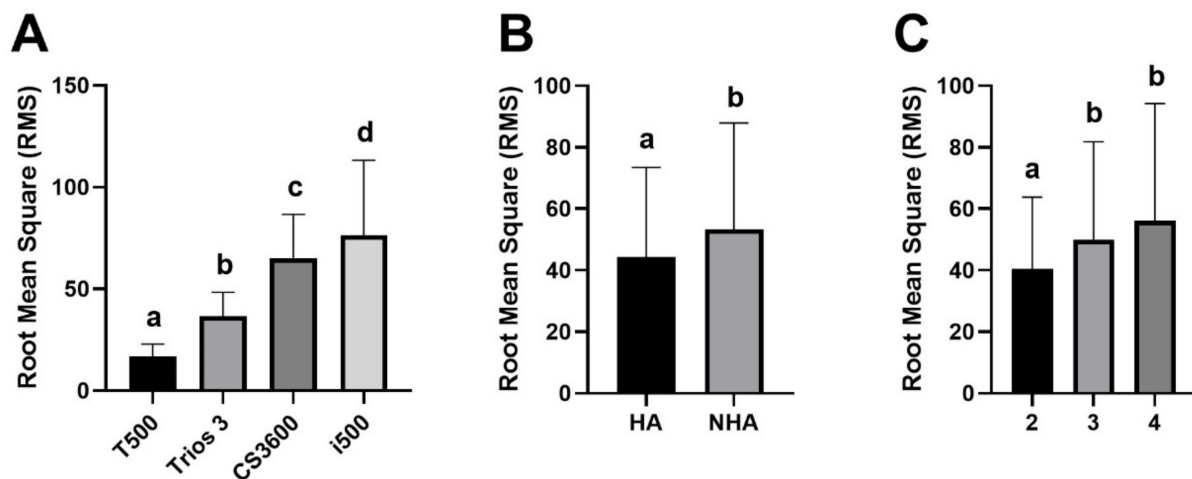 A
Root Mean Square (RMS)
150
100
50
0
a
b
c
d
T500
Trios 3
CS3600
i500
B
Root Mean Square (RMS)
100
80
60
40
20
0
a
b
HA
NHA
C
Root Mean Square (RMS)
100
80
60
40
20
0
a
b
b
2
3
4